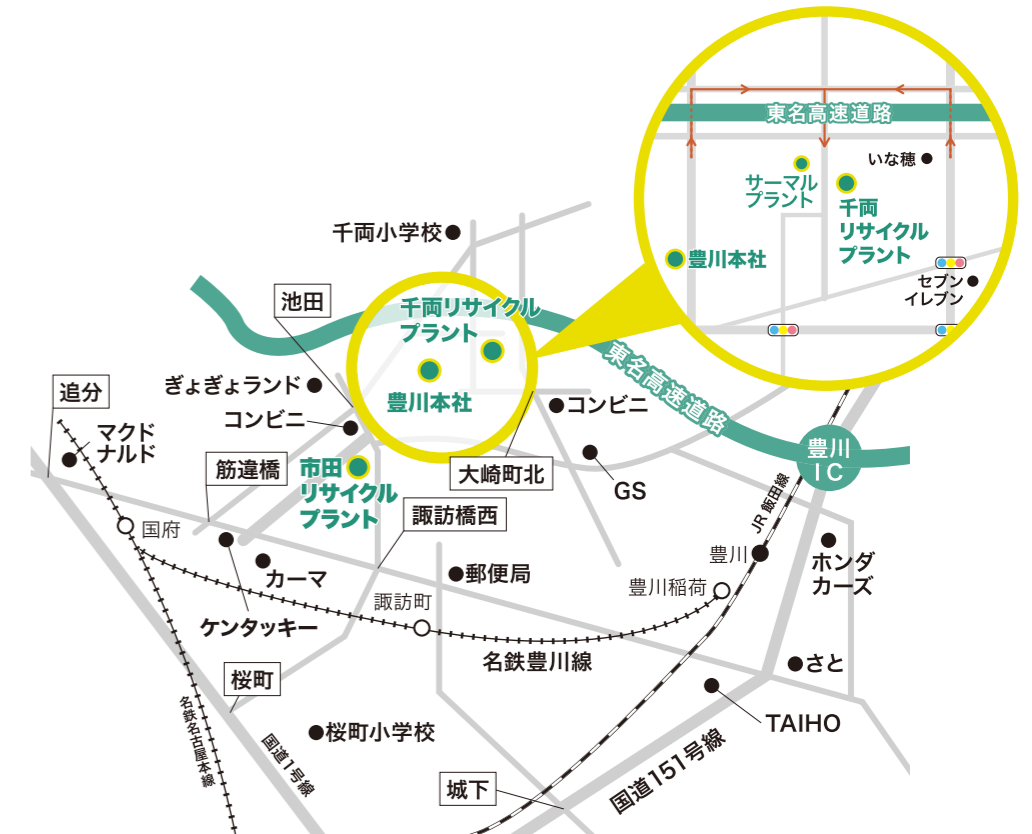 東名高速道路
いな穂
サーマル
プラント
千両
リサイクル
プラント
豊川本社
セブン
イレブン
千両小学校
池田
千両リサイクル
プラント
豊川本社
東名高速道路
追分
ぎょぎょランド
コンビニ
コンビニ
マクド
ナルド
筋違橋
市田
リサイクル
プラント
大崎町北
GS
豊川
IC
諏訪橋西
JR 飯田線
国府
カーマ
郵便局
豊川
ホンダ
カーズ
豊川稲荷
諏訪町
ケンタッキー
名鉄豊川線
さと
桜町
TAIHO
名鉄名古屋本線
国道1号線
桜町小学校
国道151号線
城下